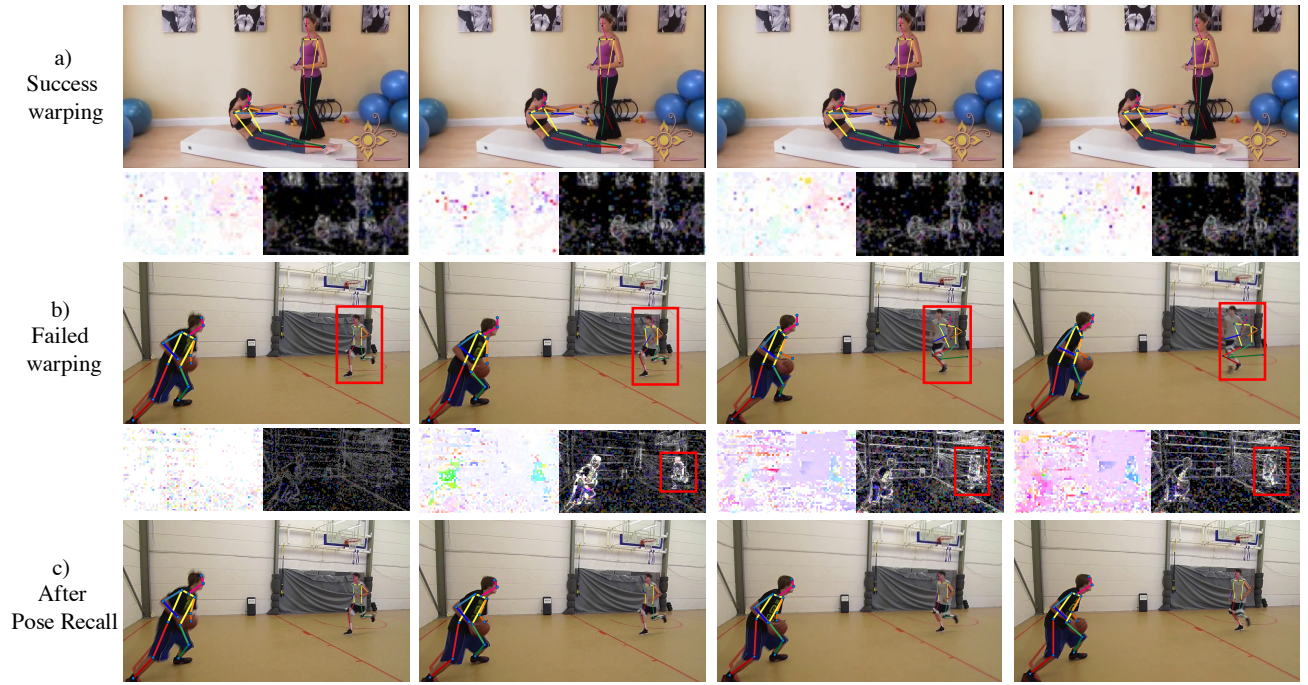 a)
Success
warping
b)
Failed
warping
c)
After
Pose Recall